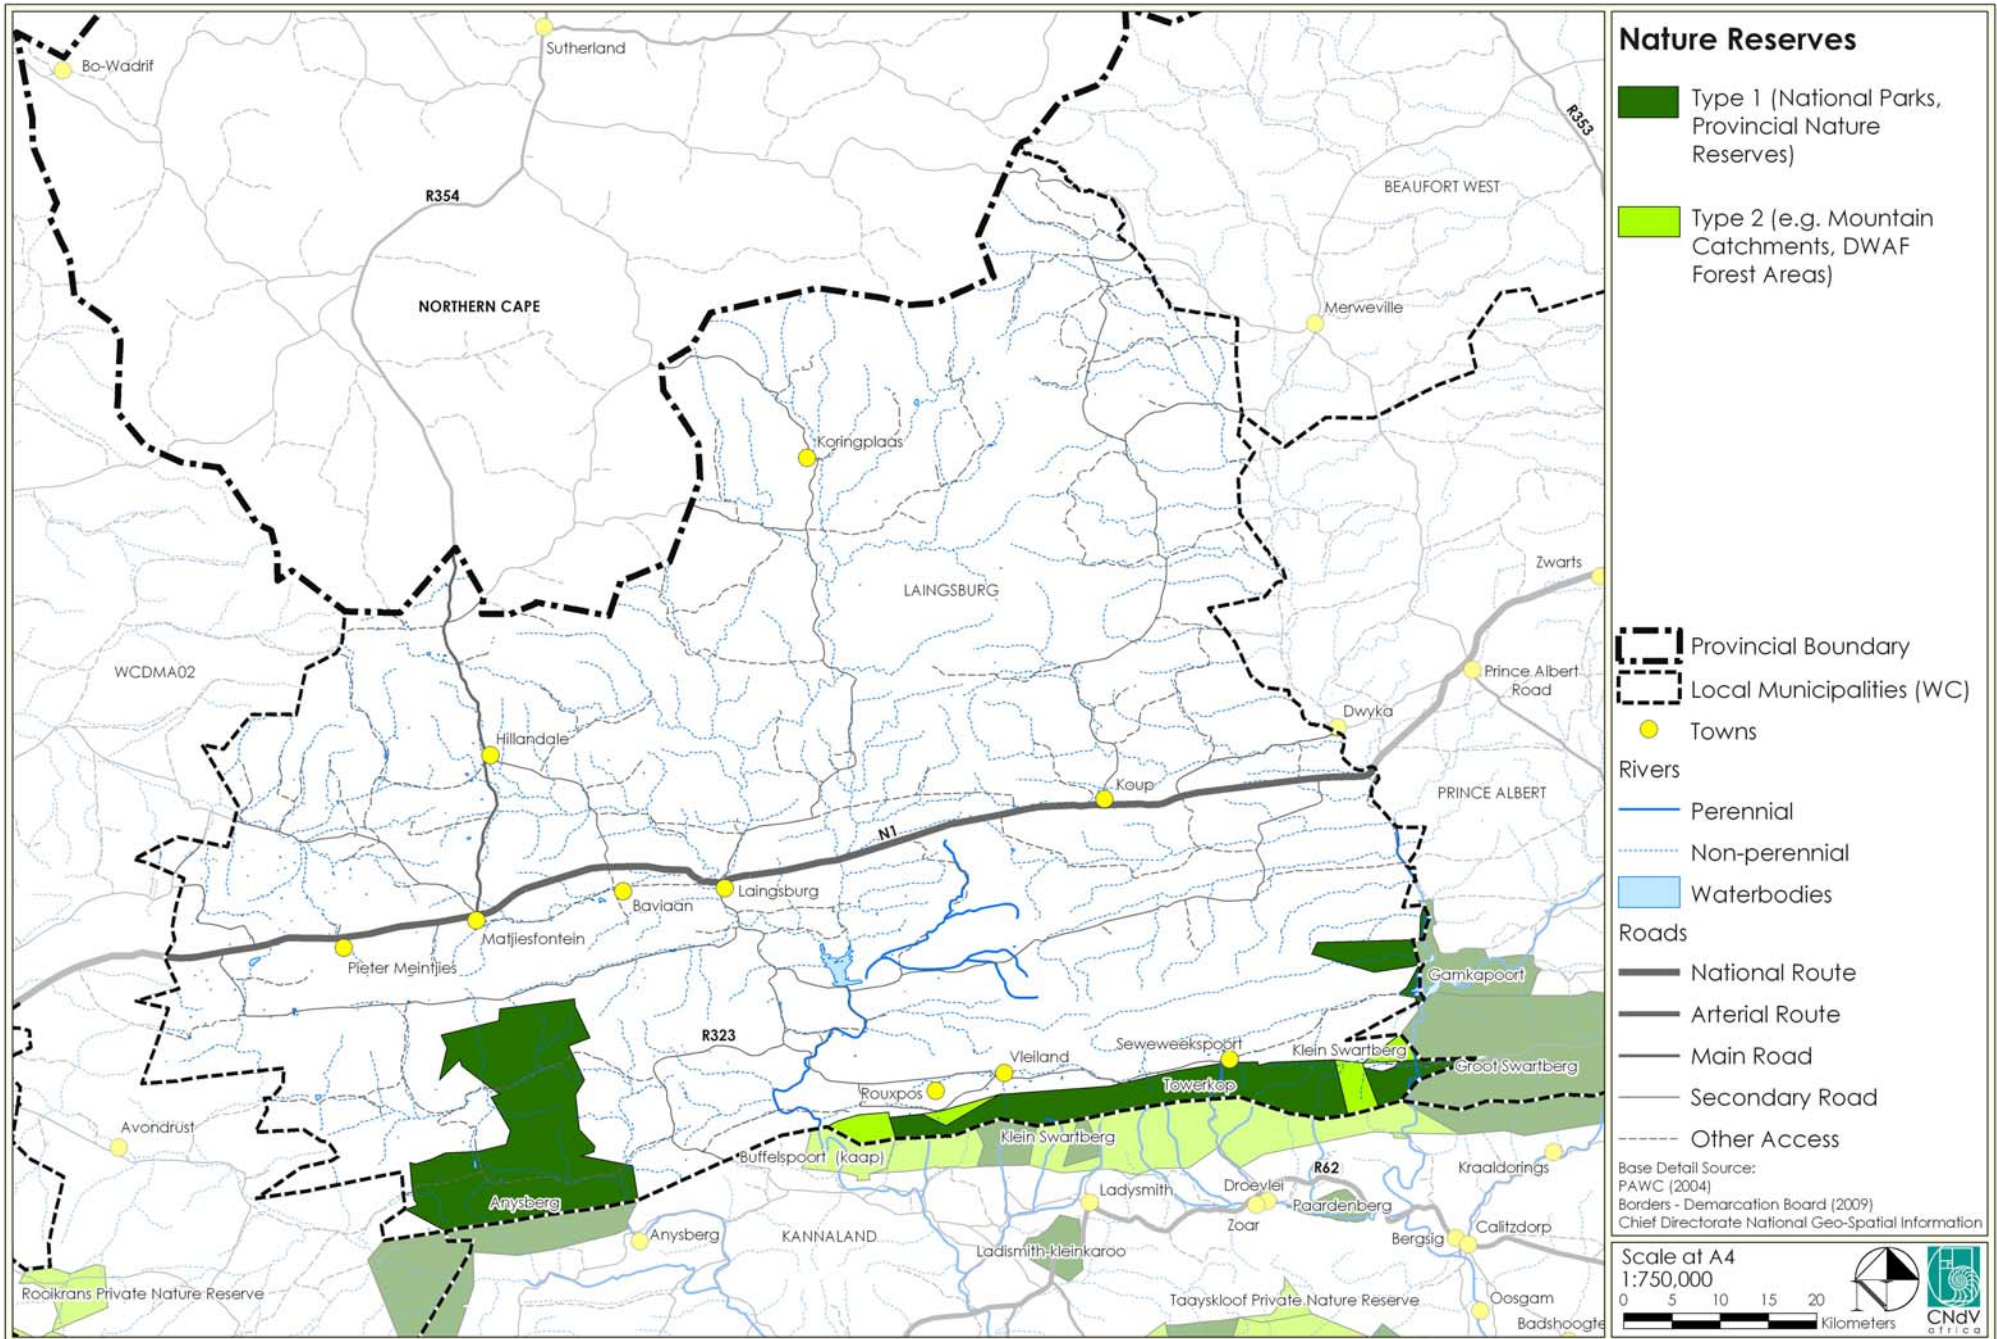 Sutherland
Bo-Wadrif
R353
R354
BEAUFORT WEST
NORTHERN CAPE
Merweville
Koringplaas
Zwarts
LAINGSBURG
WCDMA02
Prince Albert
Road
Dwyka
Hillandale
Koup
PRINCE ALBERT
N1
Laingsburg
Baviaan
Matjiesfontein
Pieter Meintjies
Gamkapoort
R323
Seweweekspoort
Klein Swartberg
Vleiland
Groot Swartberg
Towerkop
Rouxpos
Avondrust
Klein Swartberg
Buffelspoort (kaap)
R62
Kraaldorings
Ladysmith
Droevlei
Anysberg
Paardenberg
Zoar
Calitzdorp
Anysberg
KANNALAND
Bergsig
Ladismith-kleinkaroo
Rooikrans Private Nature Reserve
Taayskloof Private Nature Reserve
Oosgam
Badshoogte
Nature Reserves
Type 1 (National Parks,
Provincial Nature
Reserves)
Type 2 (e.g. Mountain
Catchments, DWAF
Forest Areas)
Provincial Boundary
Local Municipalities (WC)
Towns
Rivers
Perennial
Non-perennial
Waterbodies
Roads
National Route
Arterial Route
Main Road
Secondary Road
Other Access
Base Detail Source:
PAWC (2004)
Borders - Demarcation Board (2009)
Chief Directorate National Geo-Spatial Information
Scale at A4
1:750,000
0 5 10 15 20
Kilometers
N
CNdV
africa